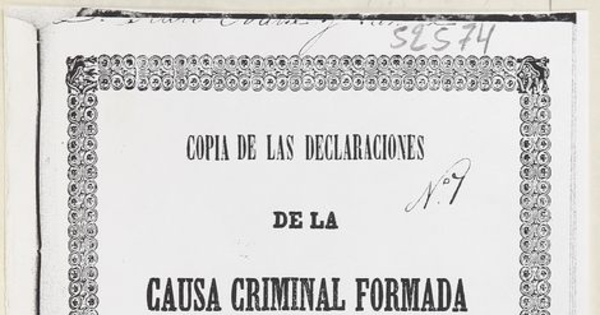 52574
COPIA DE LAS DECLARACIONES
Nº 7
DE LA
CAUSA CRIMINAL FORMADA